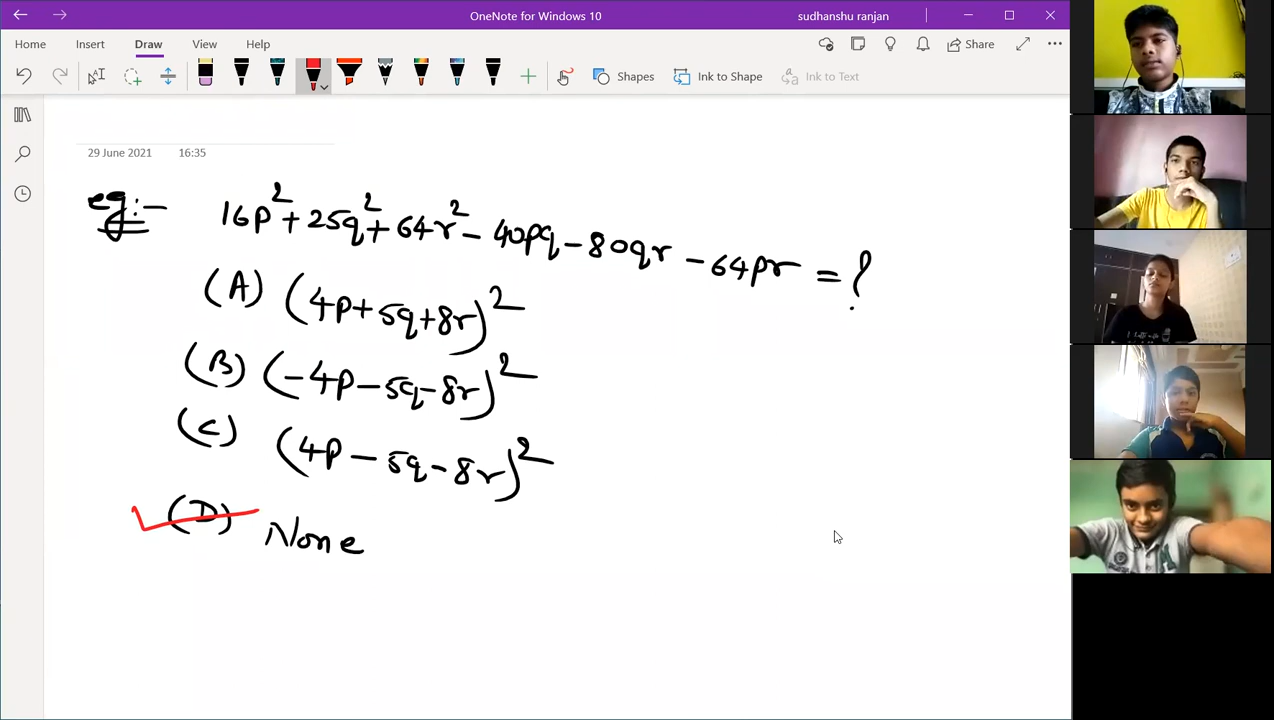 OneNote for Windows 10
sudhanshu ranjan
Home Insert Draw View Help
Share
Shapes Ink to Shape Ink to Text
29 June 2021 16:35
eg:- 16p² + 25q² + 64r² - 40pq - 80qr - 64pr = ?
(A) (4p + 5q + 8r)²
(B) (-4p - 5q - 8r)²
(C) (4p - 5q - 8r)²
(D) None